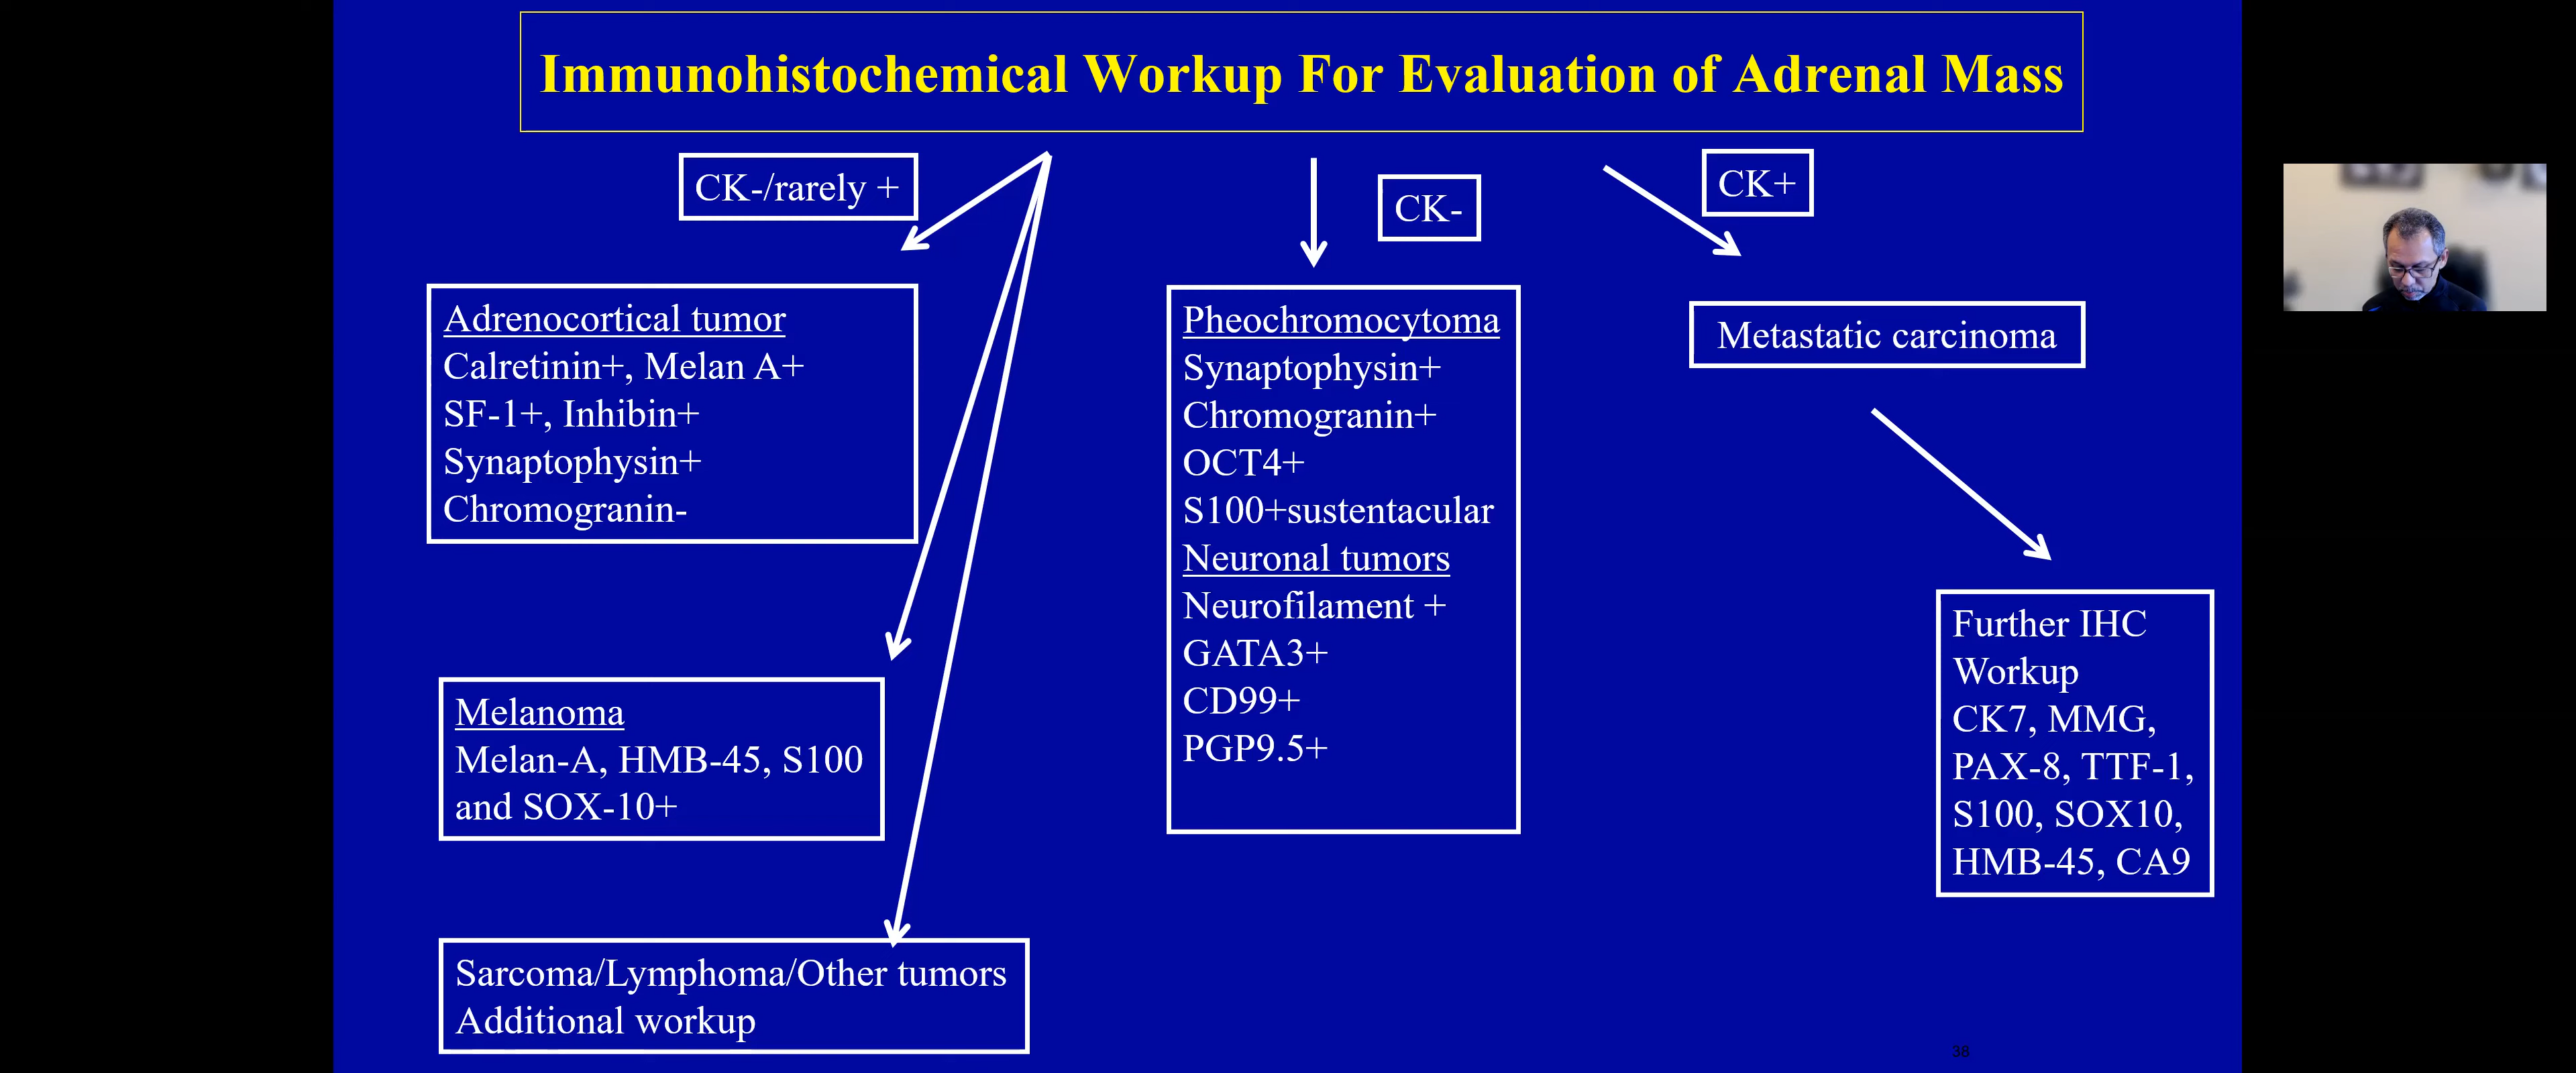 Immunohistochemical Workup For Evaluation of Adrenal Mass
CK-/rarely +
CK-
CK+
Adrenocortical tumor
Calretinin+, Melan A+
SF-1+, Inhibin+
Synaptophysin+
Chromogranin-
Pheochromocytoma
Synaptophysin+
Chromogranin+
OCT4+
S100+sustentacular
Neuronal tumors
Neurofilament +
GATA3+
CD99+
PGP9.5+
Metastatic carcinoma
Further IHC
Workup
CK7, MMG,
PAX-8, TTF-1,
S100, SOX10,
HMB-45, CA9
Melanoma
Melan-A, HMB-45, S100
and SOX-10+
Sarcoma/Lymphoma/Other tumors
Additional workup
38